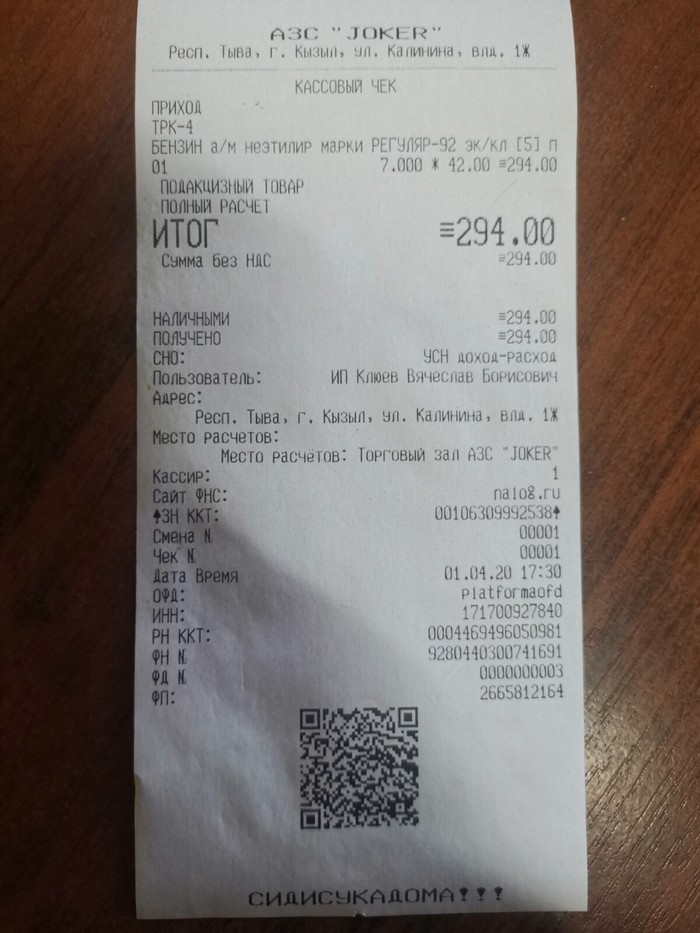 АЗС "JOKER"
Респ. Тыва, г. Кызыл, ул. Калинина, влд. 1Ж
КАССОВЫЙ ЧЕК
ПРИХОД
ТРК-4
БЕНЗИН а/м неэтилир марки РЕГУЛЯР-92 эк/кл [5] п
01 7.000 * 42.00 ≡294.00
ПОДАКЦИЗНЫЙ ТОВАР
ПОЛНЫЙ РАСЧЕТ
ИТОГ ≡294.00
Сумма без НДС ≡294.00
НАЛИЧНЫМИ ≡294.00
ПОЛУЧЕНО ≡294.00
СНО: УСН доход-расход
Пользователь: ИП Клюев Вячеслав Борисович
Адрес:
Респ. Тыва, г. Кызыл, ул. Калинина, влд. 1Ж
Место расчетов:
Место расчётов: Торговый зал АЗС "JOKER"
Кассир: 1
Сайт ФНС: nalog.ru
♠ЗН ККТ: 00106309992538♠
Смена № 00001
Чек № 00001
Дата Время 01.04.20 17:30
ОФД: platformaofd
ИНН: 171700927840
РН ККТ: 0004469496050981
ФН № 9280440300741691
ФД № 0000000003
ФП: 2665812164
СИДИСУКАДОМА!!!